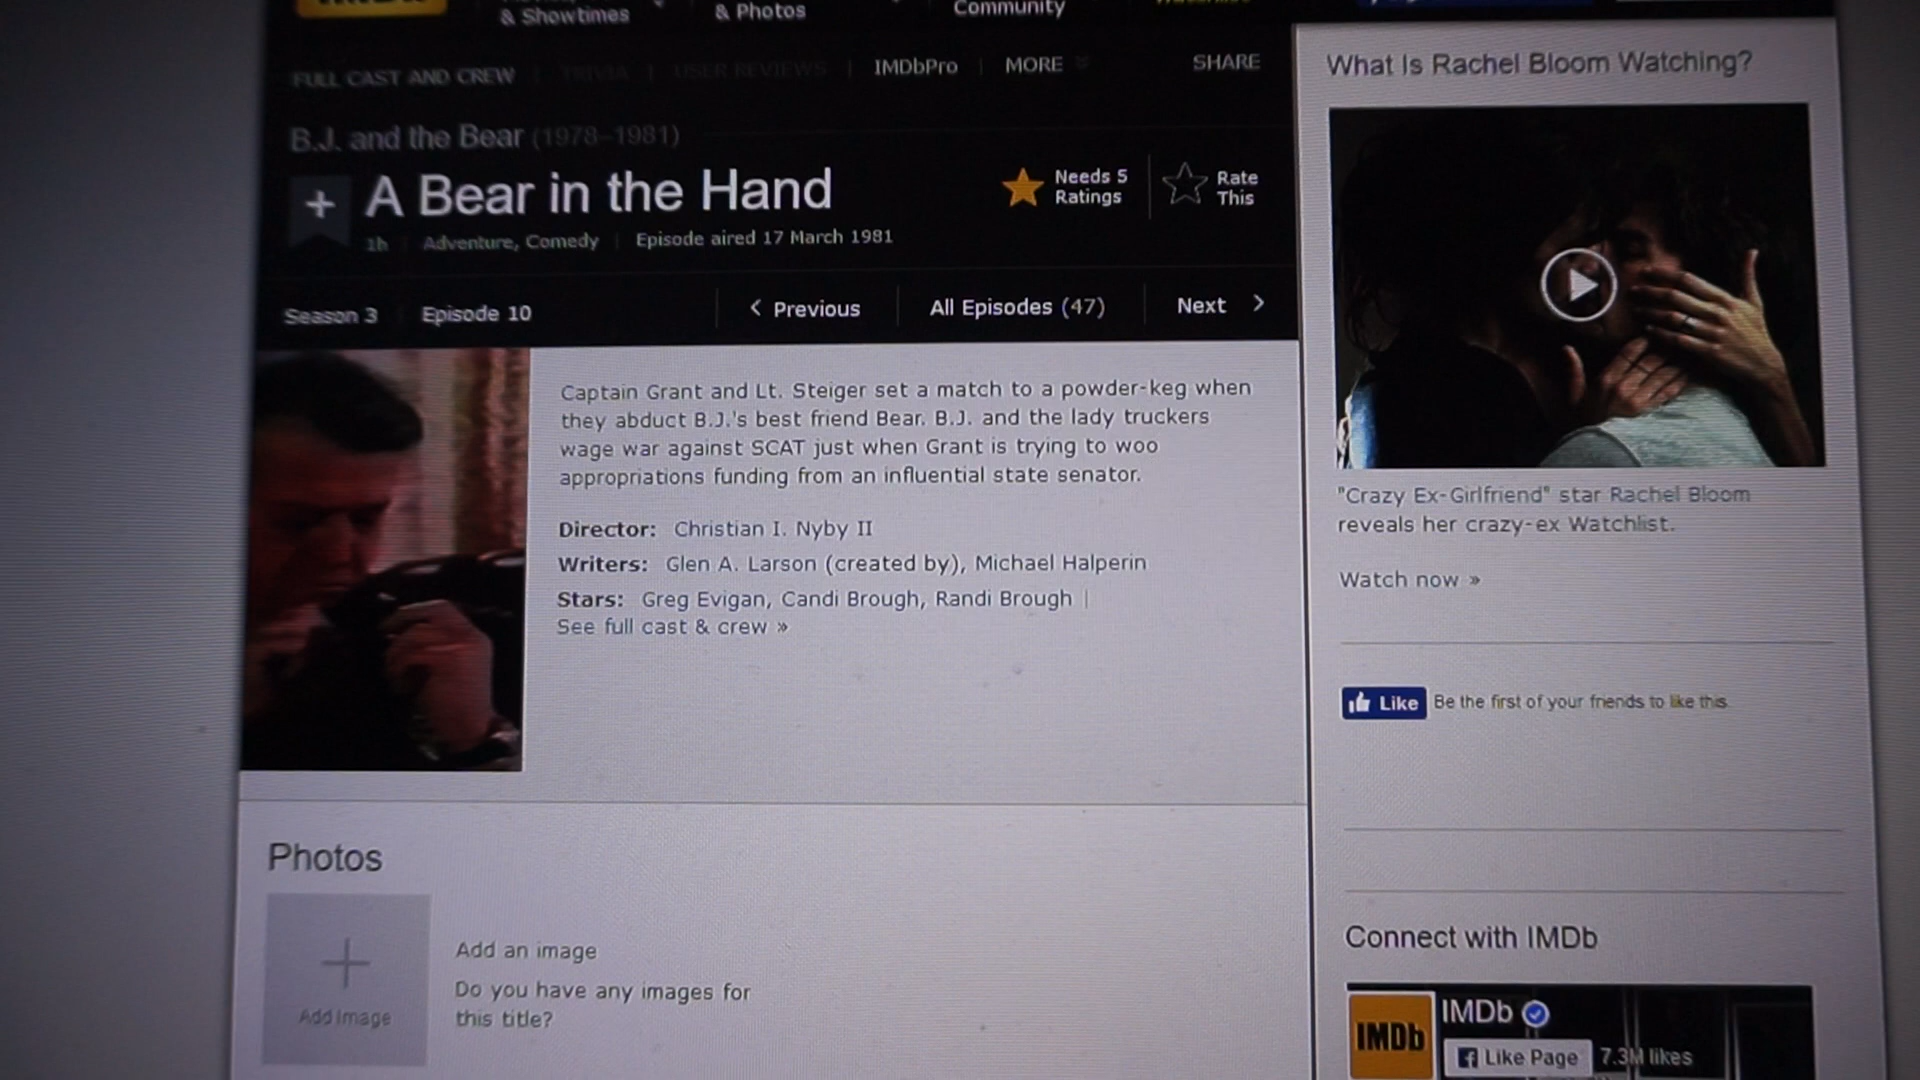 & Showtimes
& Photos
Community
FULL CAST AND CREW | TRIVIA | USER REVIEWS | IMDbPro | MORE SHARE
B.J. and the Bear (1978–1981)
+ A Bear in the Hand
Needs 5
Ratings
Rate
This
1h | Adventure, Comedy | Episode aired 17 March 1981
Season 3 Episode 10 Previous All Episodes (47) Next
Captain Grant and Lt. Steiger set a match to a powder-keg when
they abduct B.J.'s best friend Bear. B.J. and the lady truckers
wage war against SCAT just when Grant is trying to woo
appropriations funding from an influential state senator.
Director: Christian I. Nyby II
Writers: Glen A. Larson (created by), Michael Halperin
Stars: Greg Evigan, Candi Brough, Randi Brough |
See full cast & crew »
Photos
Add Image
Add an image
Do you have any images for
this title?
What Is Rachel Bloom Watching?
"Crazy Ex-Girlfriend" star Rachel Bloom
reveals her crazy-ex Watchlist.
Watch now »
Like Be the first of your friends to like this.
Connect with IMDb
IMDb
IMDb
Like Page 7.3M likes